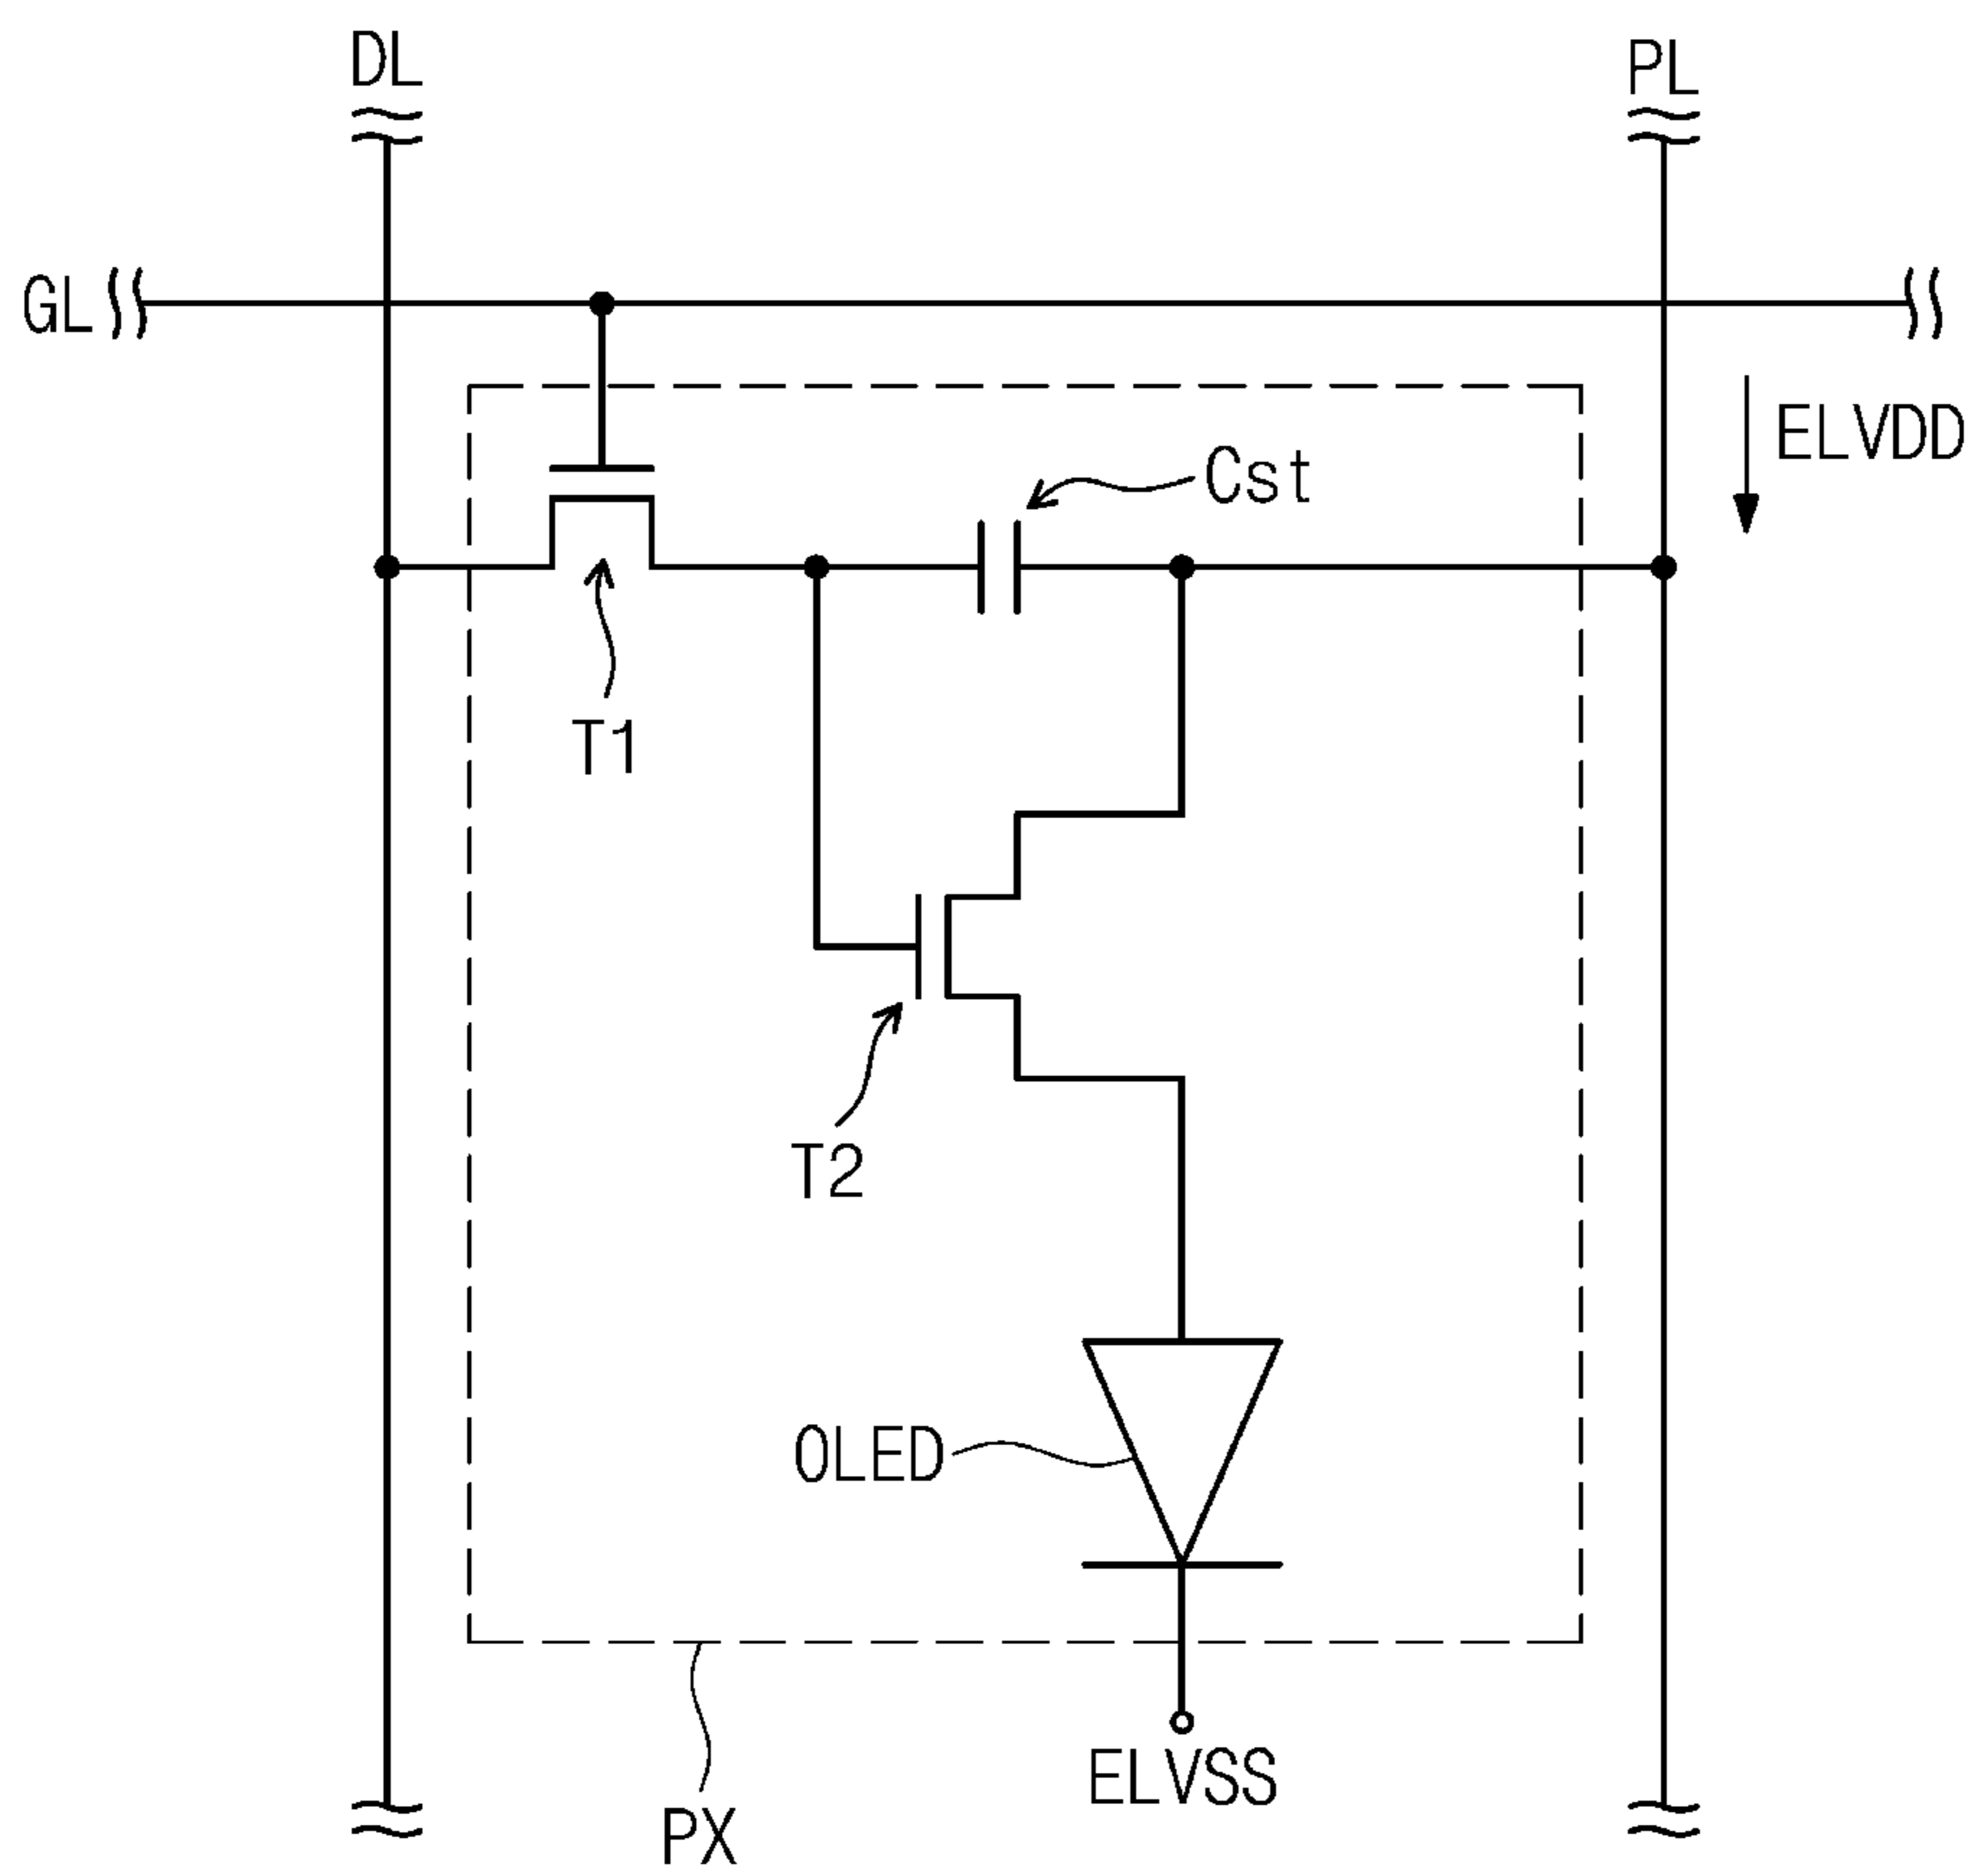 DL
PL
GL
ELVDD
Cst
T1
T2
OLED
ELVSS
PX